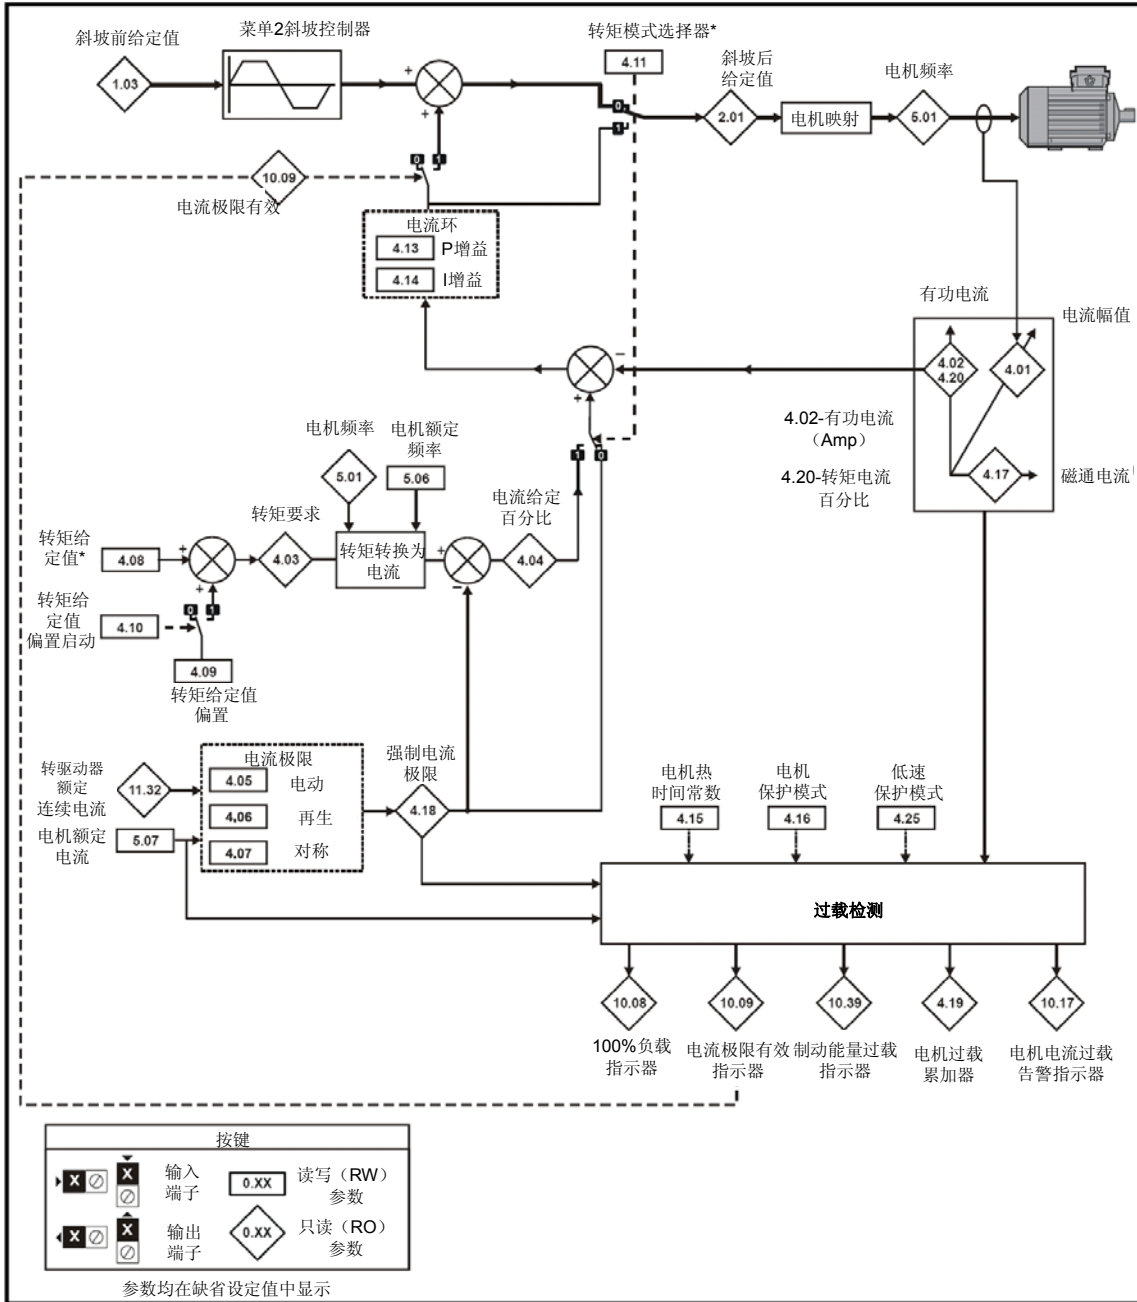 斜坡前给定值
菜单2斜坡控制器
转矩模式选择器*
1.03
4.11
斜坡后
给定值
电机频率
0
1
2.01
电机映射
5.01
0 1
10.09
电流极限有效
电流环
4.13 P增益
4.14 I增益
有功电流
电流幅值
4.02
4.20
4.01
4.17
磁通电流
4.02-有功电流
（Amp）
4.20-转矩电流
百分比
1 0
电机频率
5.01
电机额定
频率
5.06
转矩要求
电流给定
百分比
转矩给
定值*
4.08
4.03
转矩转换为
电流
4.04
0 1
转矩给
定值
偏置启动
4.10
4.09
转矩给定值
偏置
转驱动器
额定
连续电流
11.32
电流极限
4.05 电动
4.06 再生
4.07 对称
强制电流
极限
4.18
电机额定
电流
5.07
电机热
时间常数
4.15
电机
保护模式
4.16
低速
保护模式
4.25
过载检测
10.08
10.09
10.39
4.19
10.17
100%负载
指示器
电流极限有效
指示器
制动能量过载
指示器
电机过载
累加器
电机电流过载
告警指示器
按键
X X
输入
端子
0.XX
读写（RW）
参数
X X
输出
端子
0.XX
只读（RO）
参数
参数均在缺省设定值中显示